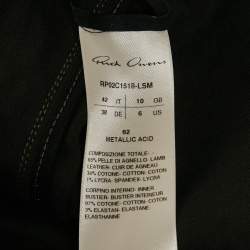 Rick Owens
RP02C1518-LSM
42 IT 10 GB
38 DE 6 US
62
METALLIC ACID
COMPOSIZIONE TOTALE: -
65% PELLE DI AGNELLO- LAMB
LEATHER- CUIR DE AGNEAU
34% COTONE- COTTON- COTON
1% LYCRA- SPANDEX- LYCRA
CORPINO INTERNO: INNER
BUSTIER: BUSTIER INTERIEUR
97% COTONE- COTTON- COTON
3% ELASTAN- ELASTANE
ELASTHANNE